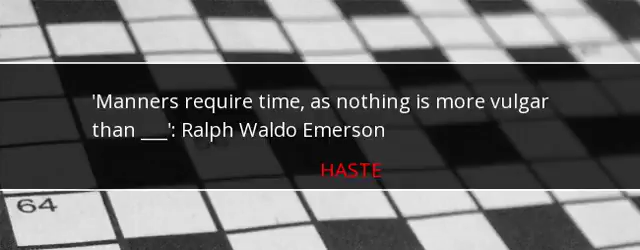 'Manners require time, as nothing is more vulgar
than ___': Ralph Waldo Emerson
HASTE
64